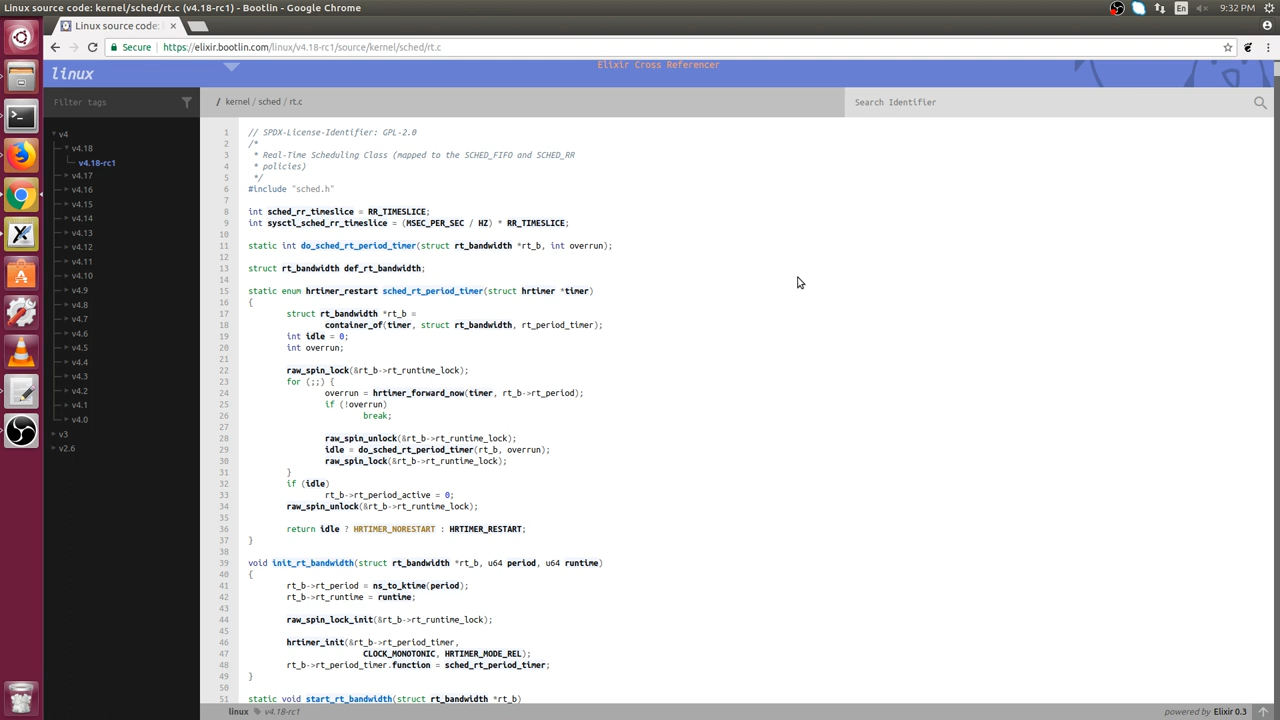 Linux source code: kernel/sched/rt.c (v4.18-rc1) - Bootlin - Google Chrome
En
9:32 PM
Linux source code:
Secure
https://elixir.bootlin.com/linux/v4.18-rc1/source/kernel/sched/rt.c
linux
Elixir Cross Referencer
Filter tags
/ kernel / sched / rt.c
Search Identifier
v4
v4.18
v4.18-rc1
v4.17
v4.16
v4.15
v4.14
v4.13
v4.12
v4.11
v4.10
v4.9
v4.8
v4.7
v4.6
v4.5
v4.4
v4.3
v4.2
v4.1
v4.0
v3
v2.6
1 // SPDX-License-Identifier: GPL-2.0
2 /*
3 * Real-Time Scheduling Class (mapped to the SCHED_FIFO and SCHED_RR
4 * policies)
5 */
6 #include "sched.h"
7
8 int sched_rr_timeslice = RR_TIMESLICE;
9 int sysctl_sched_rr_timeslice = (MSEC_PER_SEC / HZ) * RR_TIMESLICE;
10
11 static int do_sched_rt_period_timer(struct rt_bandwidth *rt_b, int overrun);
12
13 struct rt_bandwidth def_rt_bandwidth;
14
15 static enum hrtimer_restart sched_rt_period_timer(struct hrtimer *timer)
16 {
17 struct rt_bandwidth *rt_b =
18 container_of(timer, struct rt_bandwidth, rt_period_timer);
19 int idle = 0;
20 int overrun;
21
22 raw_spin_lock(&rt_b->rt_runtime_lock);
23 for (;;) {
24 overrun = hrtimer_forward_now(timer, rt_b->rt_period);
25 if (!overrun)
26 break;
27
28 raw_spin_unlock(&rt_b->rt_runtime_lock);
29 idle = do_sched_rt_period_timer(rt_b, overrun);
30 raw_spin_lock(&rt_b->rt_runtime_lock);
31 }
32 if (idle)
33 rt_b->rt_period_active = 0;
34 raw_spin_unlock(&rt_b->rt_runtime_lock);
35
36 return idle ? HRTIMER_NORESTART : HRTIMER_RESTART;
37 }
38
39 void init_rt_bandwidth(struct rt_bandwidth *rt_b, u64 period, u64 runtime)
40 {
41 rt_b->rt_period = ns_to_ktime(period);
42 rt_b->rt_runtime = runtime;
43
44 raw_spin_lock_init(&rt_b->rt_runtime_lock);
45
46 hrtimer_init(&rt_b->rt_period_timer,
47 CLOCK_MONOTONIC, HRTIMER_MODE_REL);
48 rt_b->rt_period_timer.function = sched_rt_period_timer;
49 }
50
51 static void start_rt_bandwidth(struct rt_bandwidth *rt_b)
linux v4.18-rc1
powered by Elixir 0.3